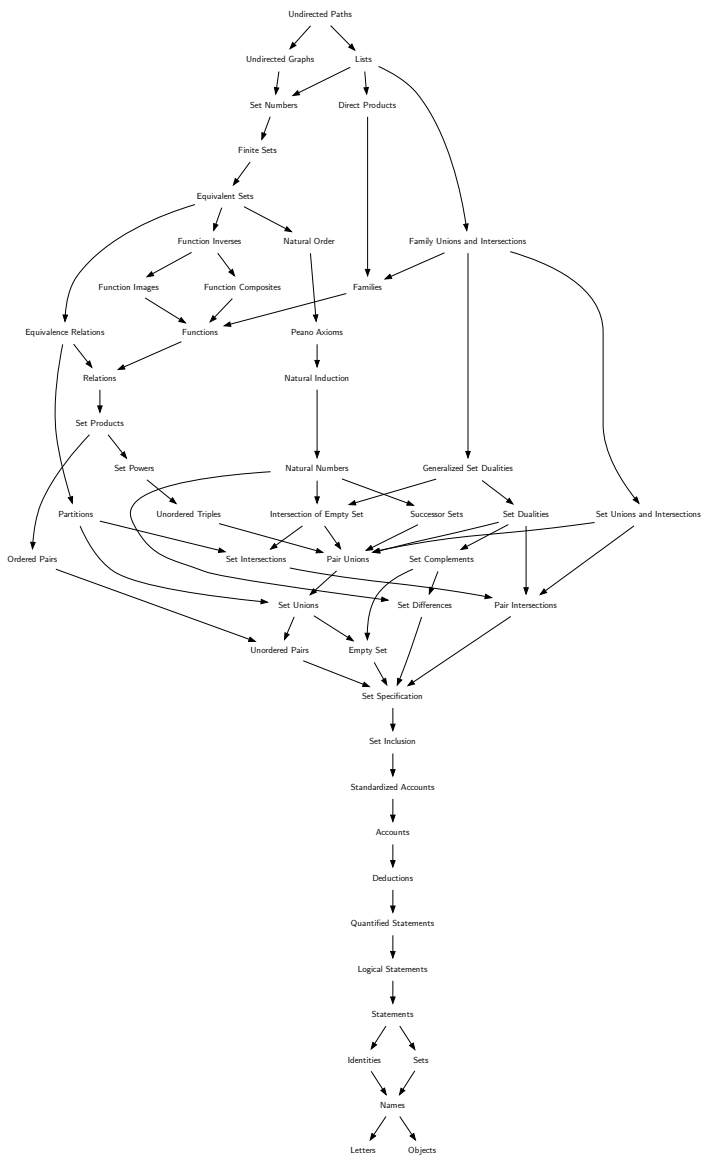 Undirected Paths
Undirected Graphs
Lists
Set Numbers
Direct Products
Finite Sets
Equivalent Sets
Function Inverses
Natural Order
Family Unions and Intersections
Function Images
Function Composites
Families
Equivalence Relations
Functions
Peano Axioms
Relations
Natural Induction
Set Products
Set Powers
Natural Numbers
Generalized Set Dualities
Partitions
Unordered Triples
Intersection of Empty Set
Successor Sets
Set Dualities
Set Unions and Intersections
Ordered Pairs
Set Intersections
Pair Unions
Set Complements
Set Unions
Set Differences
Pair Intersections
Unordered Pairs
Empty Set
Set Specification
Set Inclusion
Standardized Accounts
Accounts
Deductions
Quantified Statements
Logical Statements
Statements
Identities
Sets
Names
Letters
Objects